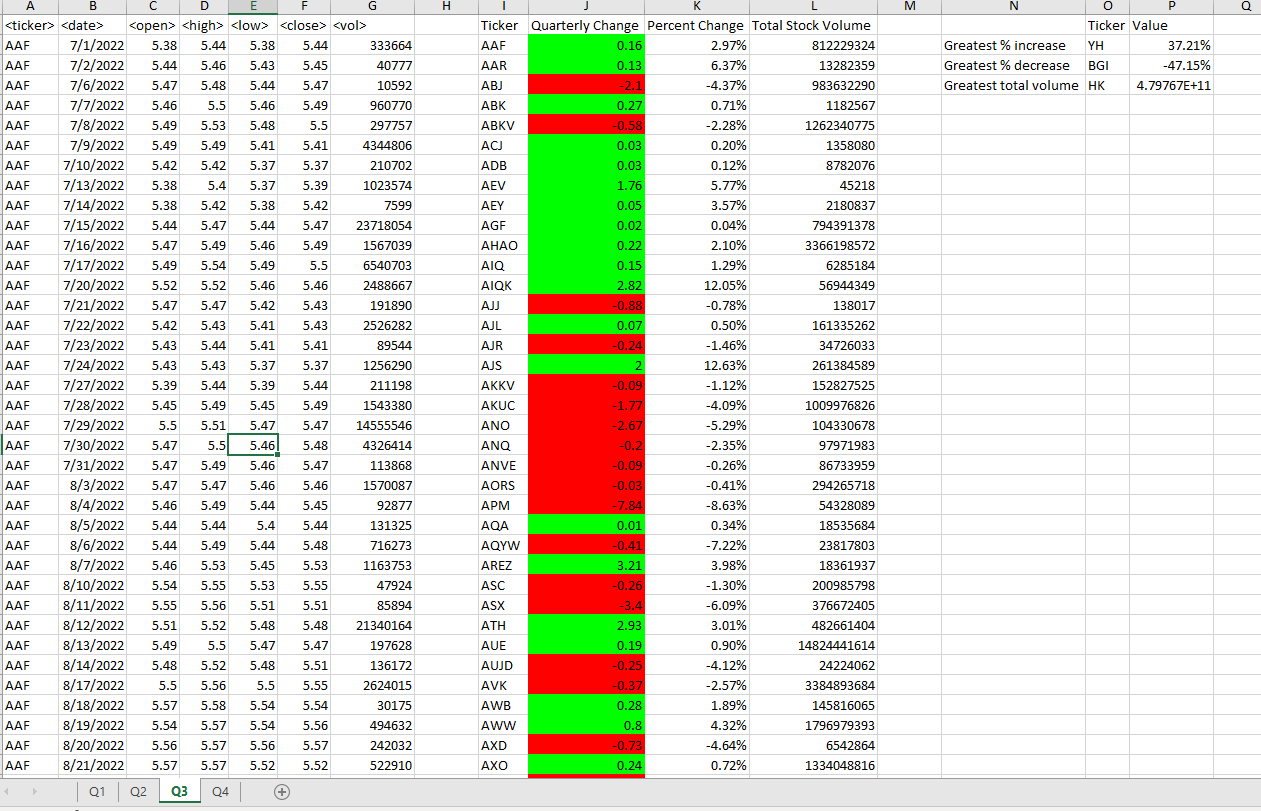 A B C D E F G H I J K L M N O P Q
<ticker> <date> <open> <high> <low> <close> <vol> Ticker Quarterly Change Percent Change Total Stock Volume Ticker Value
AAF 7/1/2022 5.38 5.44 5.38 5.44 333664 AAF 0.16 2.97% 812229324 Greatest % increase YH 37.21%
AAF 7/2/2022 5.44 5.46 5.43 5.45 40777 AAR 0.13 6.37% 13282359 Greatest % decrease BGI -47.15%
AAF 7/6/2022 5.47 5.48 5.44 5.47 10592 ABJ -2.1 -4.37% 983632290 Greatest total volume HK 4.79767E+11
AAF 7/7/2022 5.46 5.5 5.46 5.49 960770 ABK 0.27 0.71% 1182567
AAF 7/8/2022 5.49 5.53 5.48 5.5 297757 ABKV -0.58 -2.28% 1262340775
AAF 7/9/2022 5.49 5.49 5.41 5.41 4344806 ACJ 0.03 0.20% 1358080
AAF 7/10/2022 5.42 5.42 5.37 5.37 210702 ADB 0.03 0.12% 8782076
AAF 7/13/2022 5.38 5.4 5.37 5.39 1023574 AEV 1.76 5.77% 45218
AAF 7/14/2022 5.38 5.42 5.38 5.42 7599 AEY 0.05 3.57% 2180837
AAF 7/15/2022 5.44 5.47 5.44 5.47 23718054 AGF 0.02 0.04% 794391378
AAF 7/16/2022 5.47 5.49 5.46 5.49 1567039 AHAO 0.22 2.10% 3366198572
AAF 7/17/2022 5.49 5.54 5.49 5.5 6540703 AIQ 0.15 1.29% 6285184
AAF 7/20/2022 5.52 5.52 5.46 5.46 2488667 AIQK 2.82 12.05% 56944349
AAF 7/21/2022 5.47 5.47 5.42 5.43 191890 AJJ -0.88 -0.78% 138017
AAF 7/22/2022 5.42 5.43 5.41 5.43 2526282 AJL 0.07 0.50% 161335262
AAF 7/23/2022 5.43 5.44 5.41 5.41 89544 AJR -0.24 -1.46% 34726033
AAF 7/24/2022 5.43 5.43 5.37 5.37 1256290 AJS 2 12.63% 261384589
AAF 7/27/2022 5.39 5.44 5.39 5.44 211198 AKKV -0.09 -1.12% 152827525
AAF 7/28/2022 5.45 5.49 5.45 5.49 1543380 AKUC -1.77 -4.09% 1009976826
AAF 7/29/2022 5.5 5.51 5.47 5.47 14555546 ANO -2.67 -5.29% 104330678
AAF 7/30/2022 5.47 5.5 5.46 5.48 4326414 ANQ -0.2 -2.35% 97971983
AAF 7/31/2022 5.47 5.49 5.46 5.47 113868 ANVE -0.09 -0.26% 86733959
AAF 8/3/2022 5.47 5.47 5.46 5.46 1570087 AORS -0.03 -0.41% 294265718
AAF 8/4/2022 5.46 5.49 5.44 5.45 92877 APM -7.84 -8.63% 54328089
AAF 8/5/2022 5.44 5.44 5.4 5.44 131325 AQA 0.01 0.34% 18535684
AAF 8/6/2022 5.44 5.49 5.44 5.48 716273 AQYW -0.41 -7.22% 23817803
AAF 8/7/2022 5.46 5.53 5.45 5.53 1163753 AREZ 3.21 3.98% 18361937
AAF 8/10/2022 5.54 5.55 5.53 5.55 47924 ASC -0.26 -1.30% 200985798
AAF 8/11/2022 5.55 5.56 5.51 5.51 85894 ASX -3.4 -6.09% 376672405
AAF 8/12/2022 5.51 5.52 5.48 5.48 21340164 ATH 2.93 3.01% 482661404
AAF 8/13/2022 5.49 5.5 5.47 5.47 197628 AUE 0.19 0.90% 14824441614
AAF 8/14/2022 5.48 5.52 5.48 5.51 136172 AUJD -0.25 -4.12% 24224062
AAF 8/17/2022 5.5 5.56 5.5 5.55 2624015 AVK -0.37 -2.57% 3384893684
AAF 8/18/2022 5.57 5.58 5.54 5.54 30175 AWB 0.28 1.89% 145816065
AAF 8/19/2022 5.54 5.57 5.54 5.56 494632 AWW 0.8 4.32% 1796979393
AAF 8/20/2022 5.56 5.57 5.56 5.57 242032 AXD -0.73 -4.64% 6542864
AAF 8/21/2022 5.57 5.57 5.52 5.52 522910 AXO 0.24 0.72% 1334048816
Q1 Q2 Q3 Q4